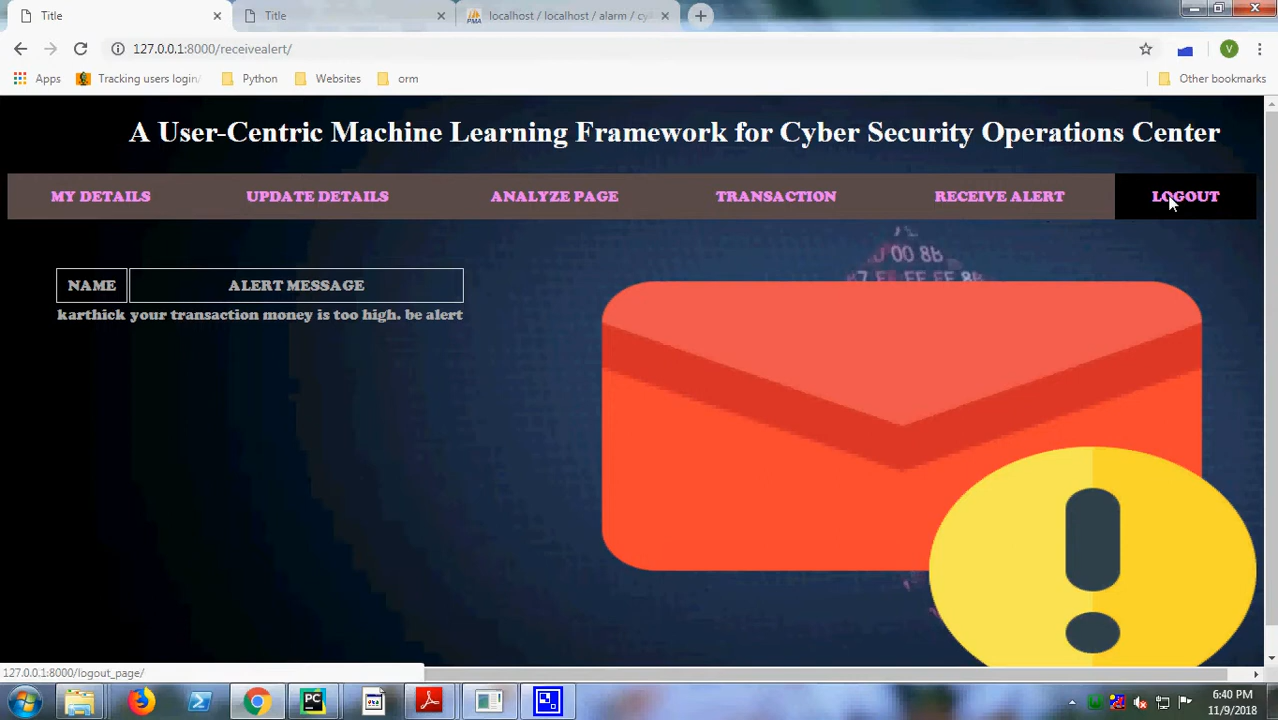 Title
Title
localhost / localhost / alarm / cy
127.0.0.1:8000/receivealert/
V
Apps
Tracking users login/
Python
Websites
orm
Other bookmarks
A User-Centric Machine Learning Framework for Cyber Security Operations Center
MY DETAILS
UPDATE DETAILS
ANALYZE PAGE
TRANSACTION
RECEIVE ALERT
LOGOUT
00 8b
NAME
ALERT MESSAGE
karthick your transaction money is too high. be alert
127.0.0.1:8000/logout_page/
6:40 PM
11/9/2018